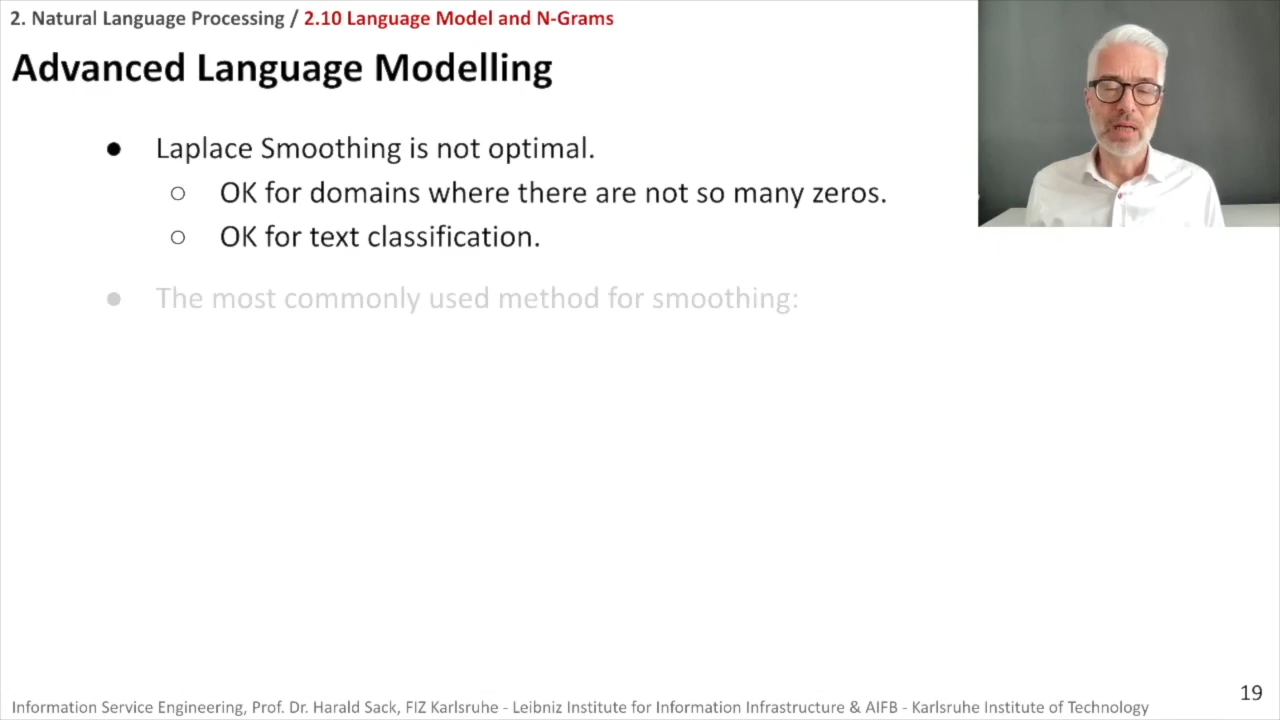 2. Natural Language Processing / 2.10 Language Model and N-Grams
Advanced Language Modelling
● Laplace Smoothing is not optimal.
○ OK for domains where there are not so many zeros.
○ OK for text classification.
● The most commonly used method for smoothing:
19
Information Service Engineering, Prof. Dr. Harald Sack, FIZ Karlsruhe - Leibniz Institute for Information Infrastructure & AIFB - Karlsruhe Institute of Technology